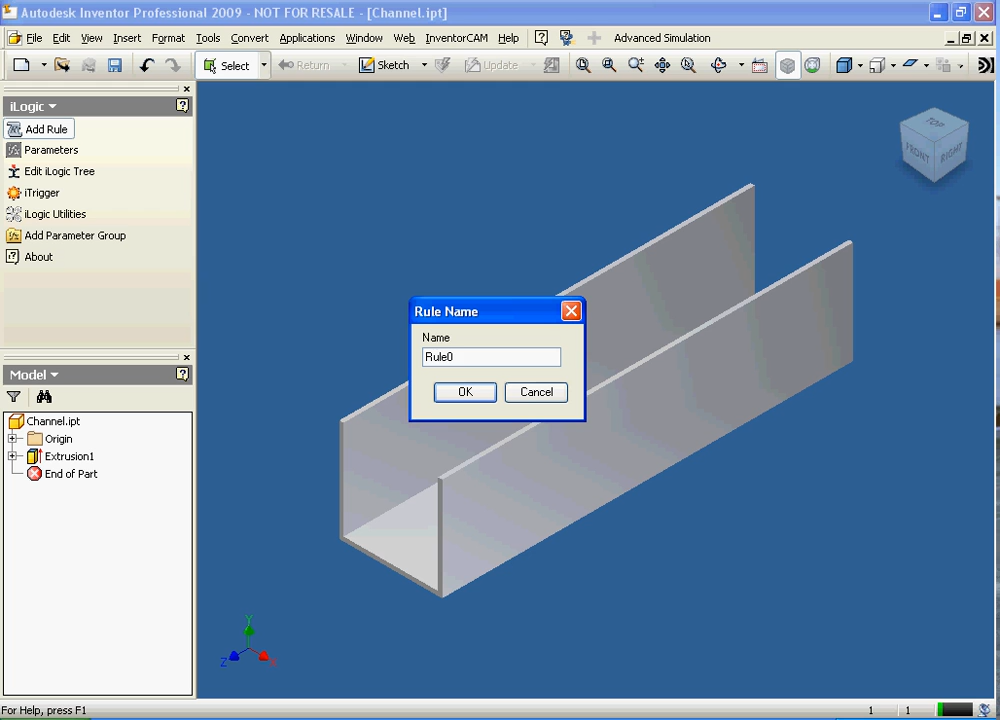 Autodesk Inventor Professional 2009 - NOT FOR RESALE - [Channel.ipt]
File Edit View Insert Format Tools Convert Applications Window Web InventorCAM Help Advanced Simulation
Select Return Sketch Update
iLogic
Add Rule
Parameters
Edit iLogic Tree
iTrigger
iLogic Utilities
Add Parameter Group
About
Model
Channel.ipt
Origin
Extrusion1
End of Part
TOP
FRONT RIGHT
Rule Name
Name
Rule0
OK Cancel
Y
Z X
For Help, press F1 1 1